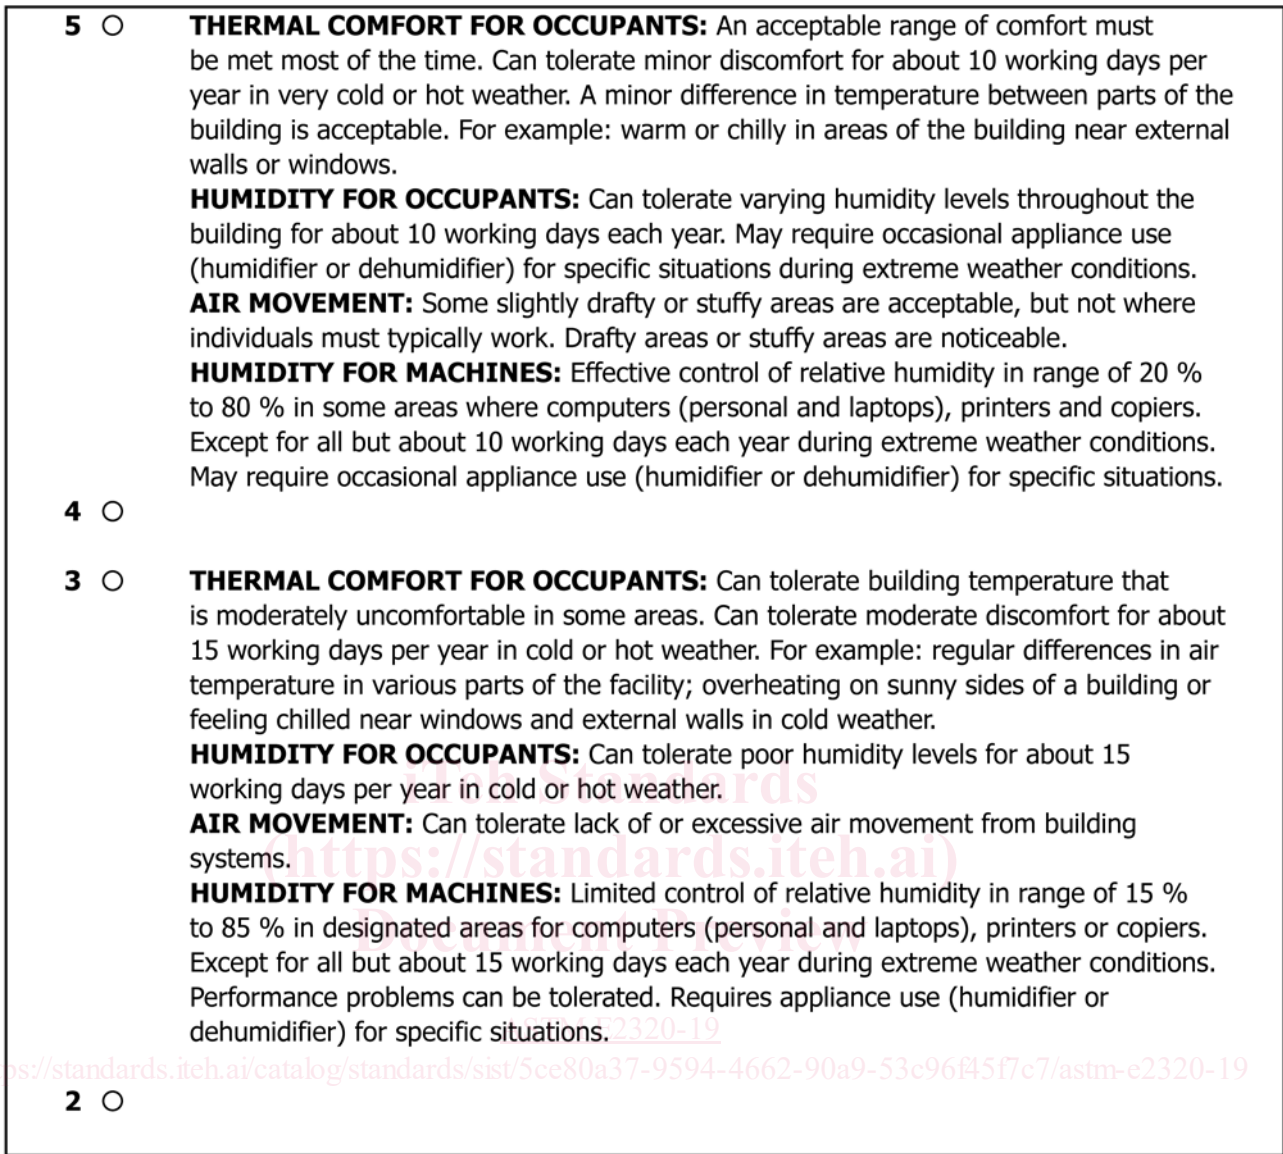 5 ○ THERMAL COMFORT FOR OCCUPANTS: An acceptable range of comfort must
be met most of the time. Can tolerate minor discomfort for about 10 working days per
year in very cold or hot weather. A minor difference in temperature between parts of the
building is acceptable. For example: warm or chilly in areas of the building near external
walls or windows.
HUMIDITY FOR OCCUPANTS: Can tolerate varying humidity levels throughout the
building for about 10 working days each year. May require occasional appliance use
(humidifier or dehumidifier) for specific situations during extreme weather conditions.
AIR MOVEMENT: Some slightly drafty or stuffy areas are acceptable, but not where
individuals must typically work. Drafty areas or stuffy areas are noticeable.
HUMIDITY FOR MACHINES: Effective control of relative humidity in range of 20 %
to 80 % in some areas where computers (personal and laptops), printers and copiers.
Except for all but about 10 working days each year during extreme weather conditions.
May require occasional appliance use (humidifier or dehumidifier) for specific situations.
4 ○
3 ○ THERMAL COMFORT FOR OCCUPANTS: Can tolerate building temperature that
is moderately uncomfortable in some areas. Can tolerate moderate discomfort for about
15 working days per year in cold or hot weather. For example: regular differences in air
temperature in various parts of the facility; overheating on sunny sides of a building or
feeling chilled near windows and external walls in cold weather.
HUMIDITY FOR OCCUPANTS: Can tolerate poor humidity levels for about 15
working days per year in cold or hot weather.
iTeh Standards
AIR MOVEMENT: Can tolerate lack of or excessive air movement from building
systems.
(https://standards.iteh.ai)
HUMIDITY FOR MACHINES: Limited control of relative humidity in range of 15 %
to 85 % in designated areas for computers (personal and laptops), printers or copiers.
Document Preview
Except for all but about 15 working days each year during extreme weather conditions.
Performance problems can be tolerated. Requires appliance use (humidifier or
dehumidifier) for specific situations.
ASTM E2320-19
ps://standards.iteh.ai/catalog/standards/sist/5ce80a37-9594-4662-90a9-53c96f45f7c7/astm-e2320-19
2 ○